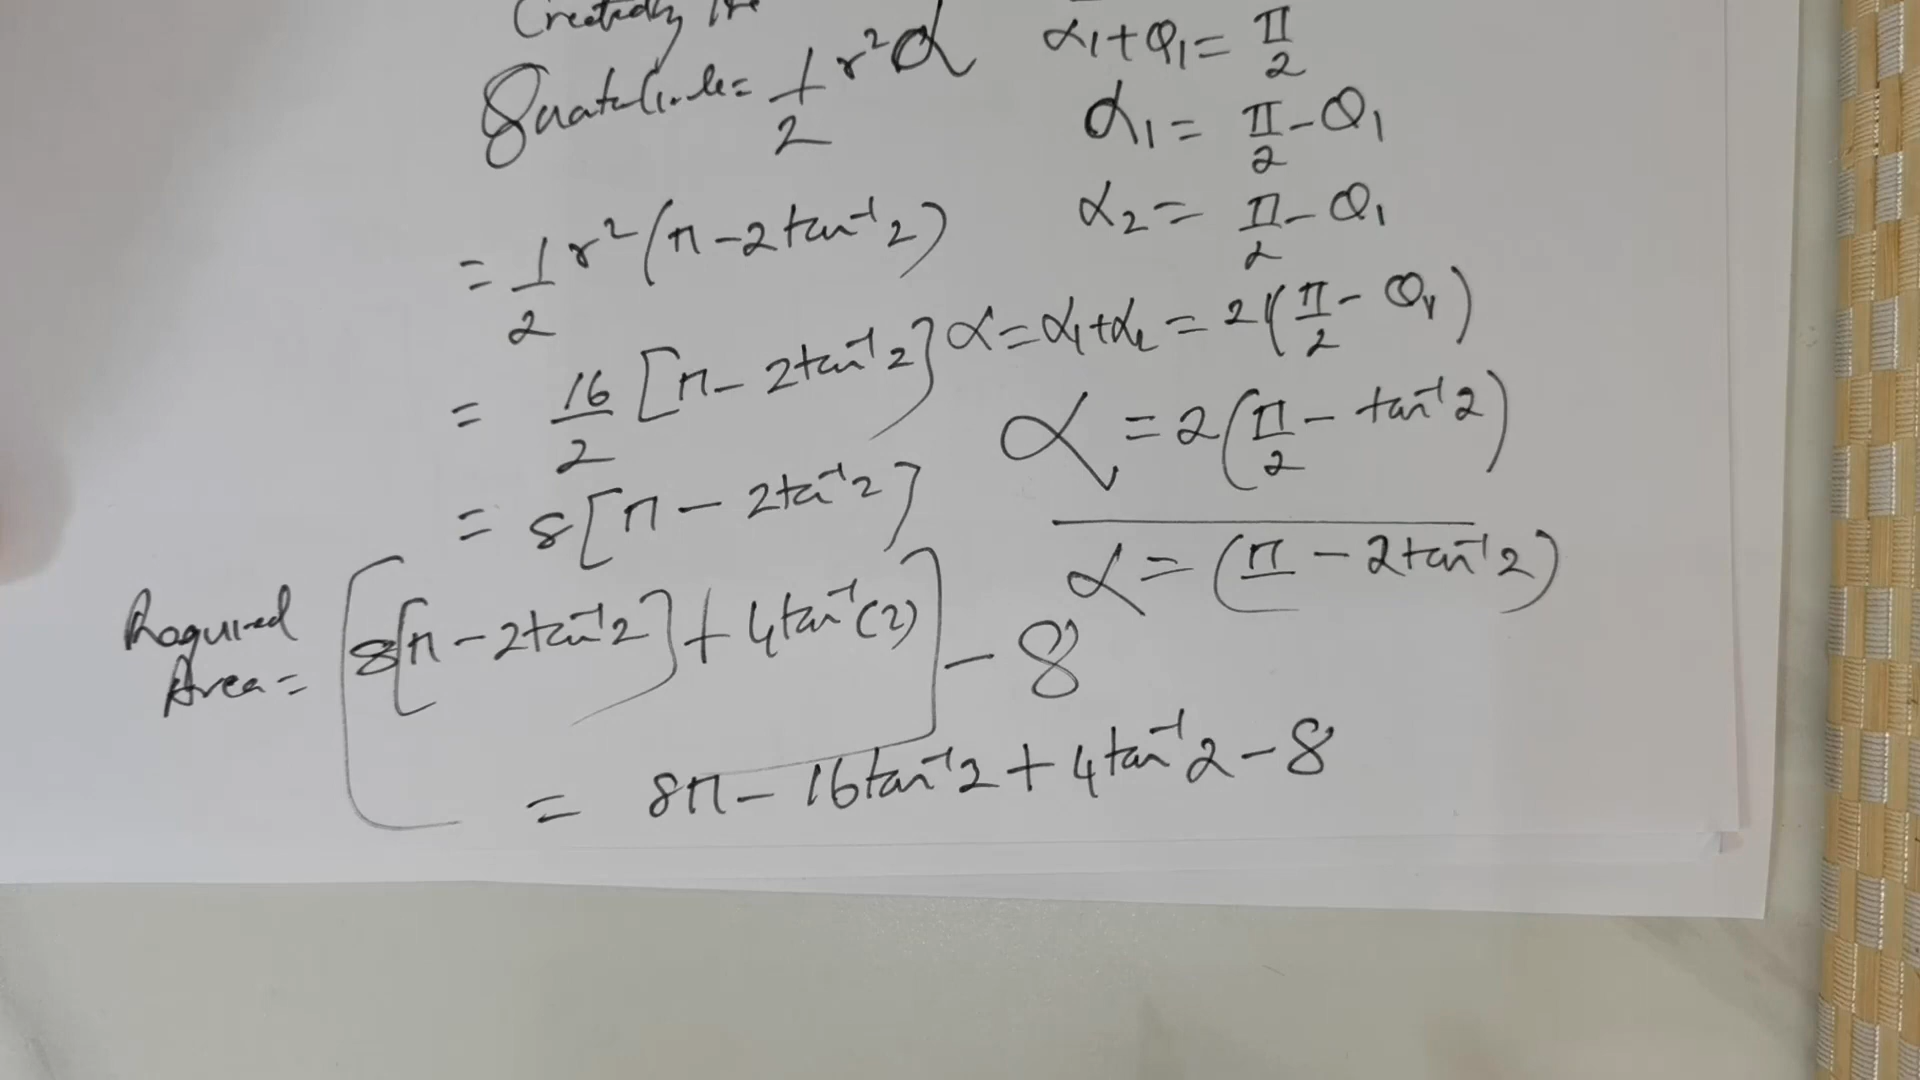 α1+θ1 = π/2
= 1/2 r²α
α1 = π/2 - θ1
α2 = π/2 - θ1
= 1/2 r² (π - 2tan⁻¹2)
α = α1+α2 = 2(π/2 - θ1)
= 16/2 [π - 2tan⁻¹2]
α = 2(π/2 - tan⁻¹2)
= 8[π - 2tan⁻¹2]
α = (π - 2tan⁻¹2)
Required Area = [8[π - 2tan⁻¹2] + 4tan⁻¹(2)] - 8
= 8π - 16tan⁻¹2 + 4tan⁻¹2 - 8